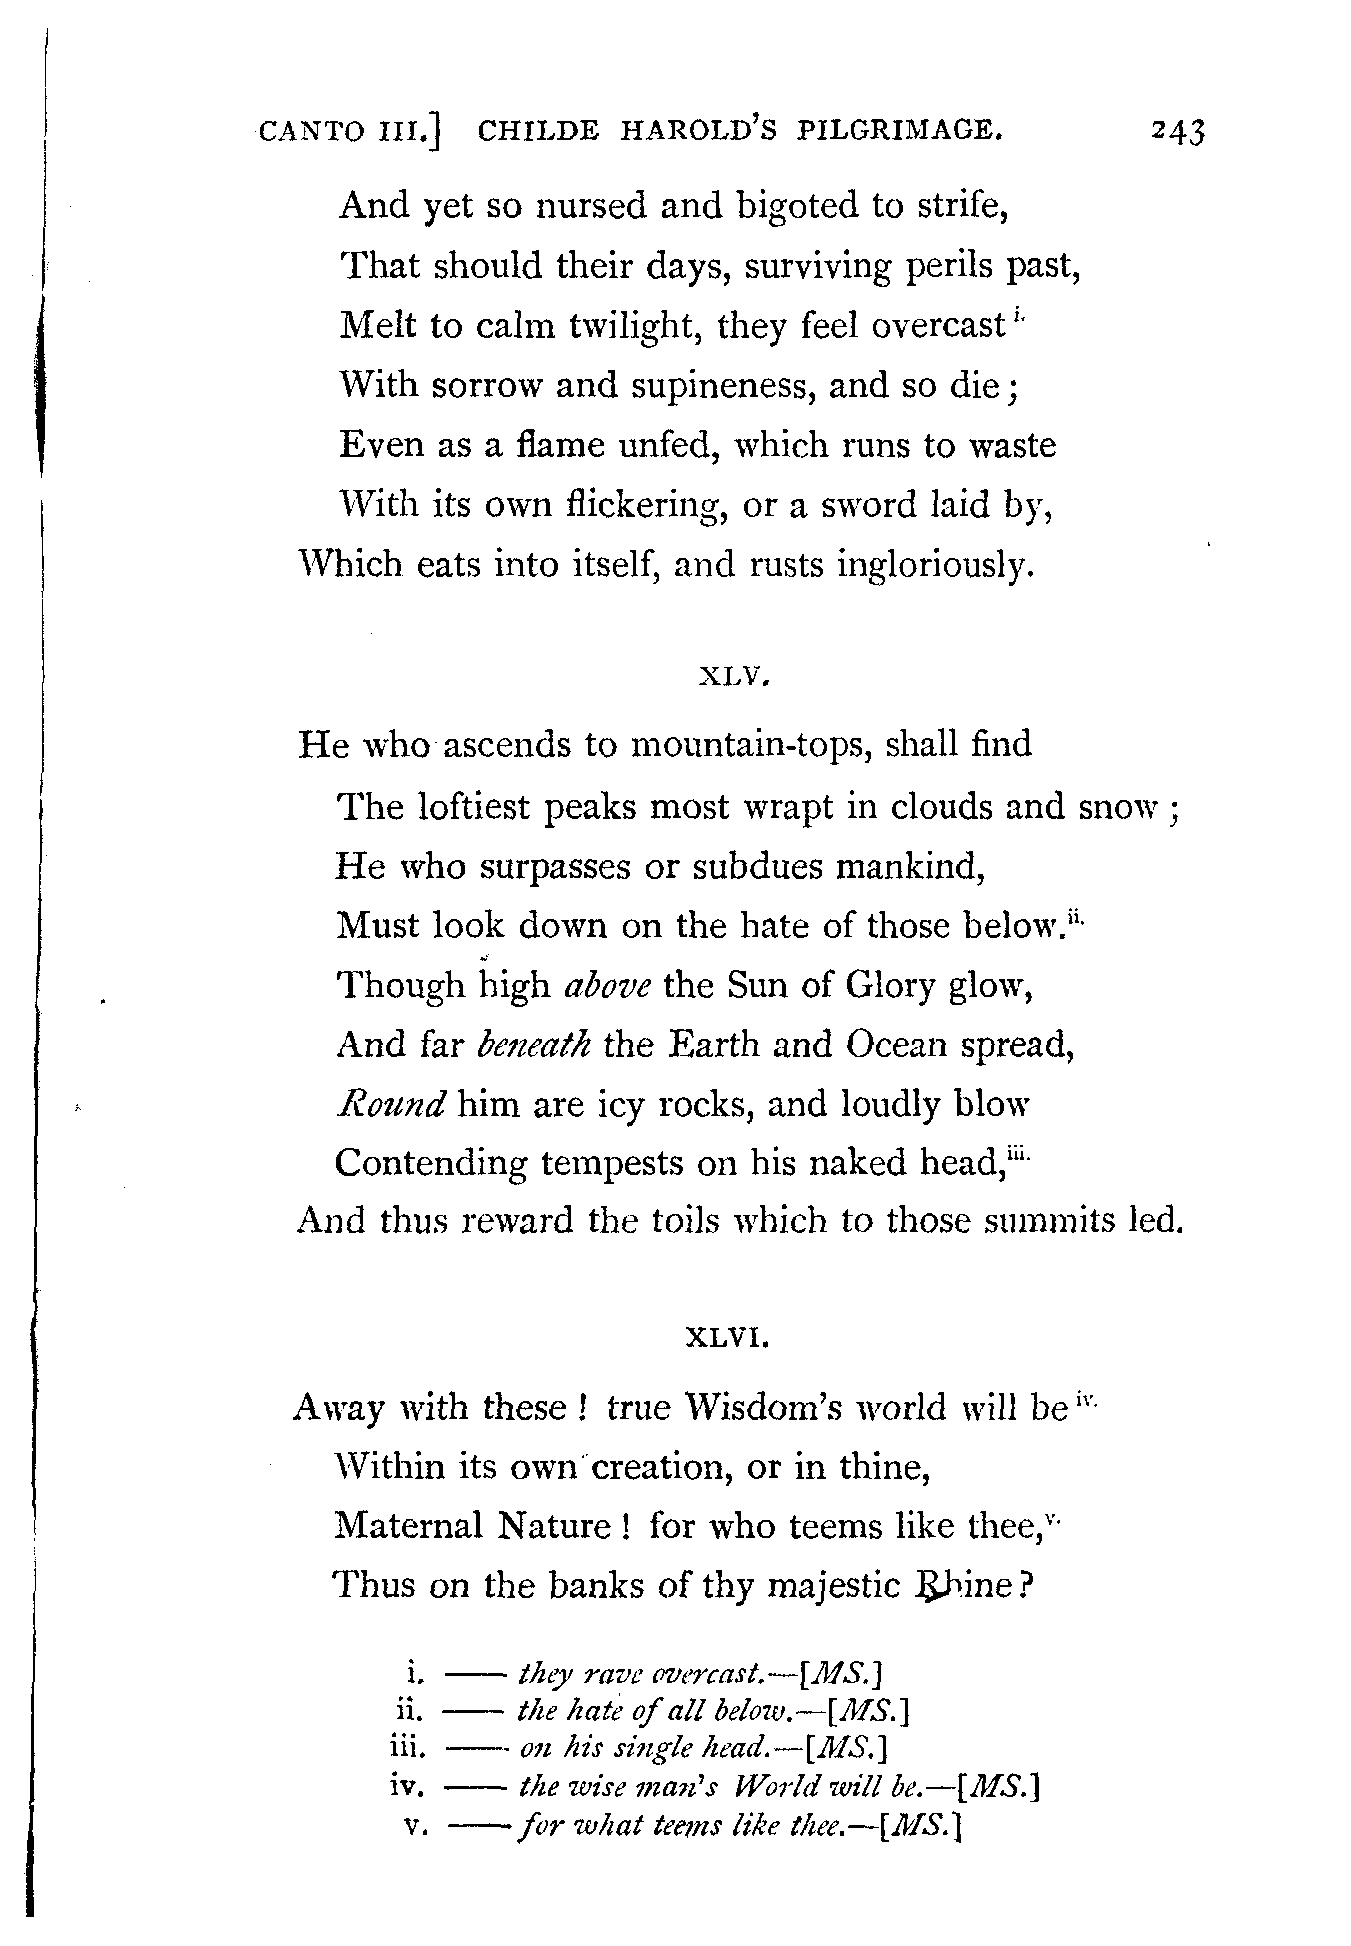 CANTO III.] CHILDE HAROLD'S PILGRIMAGE. 243
And yet so nursed and bigoted to strife,
That should their days, surviving perils past,
Melt to calm twilight, they feel overcast i.
With sorrow and supineness, and so die;
Even as a flame unfed, which runs to waste
With its own flickering, or a sword laid by,
Which eats into itself, and rusts ingloriously.
XLV.
He who ascends to mountain-tops, shall find
The loftiest peaks most wrapt in clouds and snow;
He who surpasses or subdues mankind,
Must look down on the hate of those below.ii.
Though high above the Sun of Glory glow,
And far beneath the Earth and Ocean spread,
Round him are icy rocks, and loudly blow
Contending tempests on his naked head,iii.
And thus reward the toils which to those summits led.
XLVI.
Away with these! true Wisdom's world will be iv.
Within its own creation, or in thine,
Maternal Nature! for who teems like thee,v.
Thus on the banks of thy majestic Rhine?
i. —— they rave overcast.—[MS.]
ii. —— the hate of all below.—[MS.]
iii. —— on his single head.—[MS.]
iv. —— the wise man's World will be.—[MS.]
v. —— for what teems like thee.—[MS.]